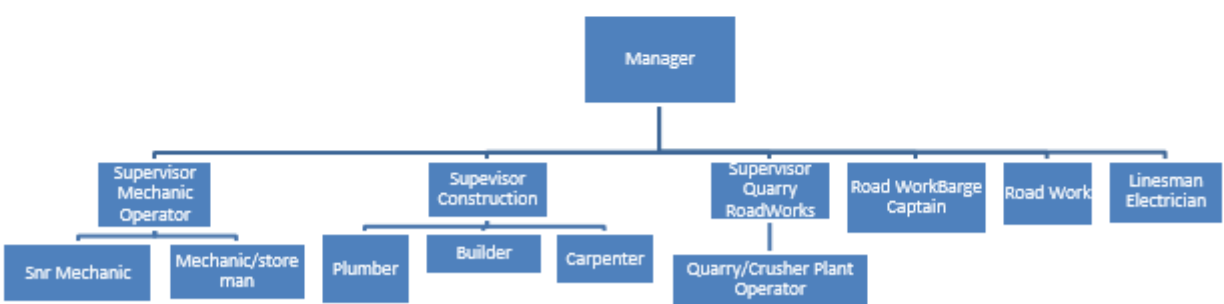 Manager
Supervisor
Mechanic
Operator
Supevisor
Construction
Supervisor
Quarry
RoadWorks
Road WorkBarge
Captain
Road Work
Linesman
Electrician
Snr Mechanic
Mechanic/store
man
Plumber
Builder
Carpenter
Quarry/Crusher Plant
Operator